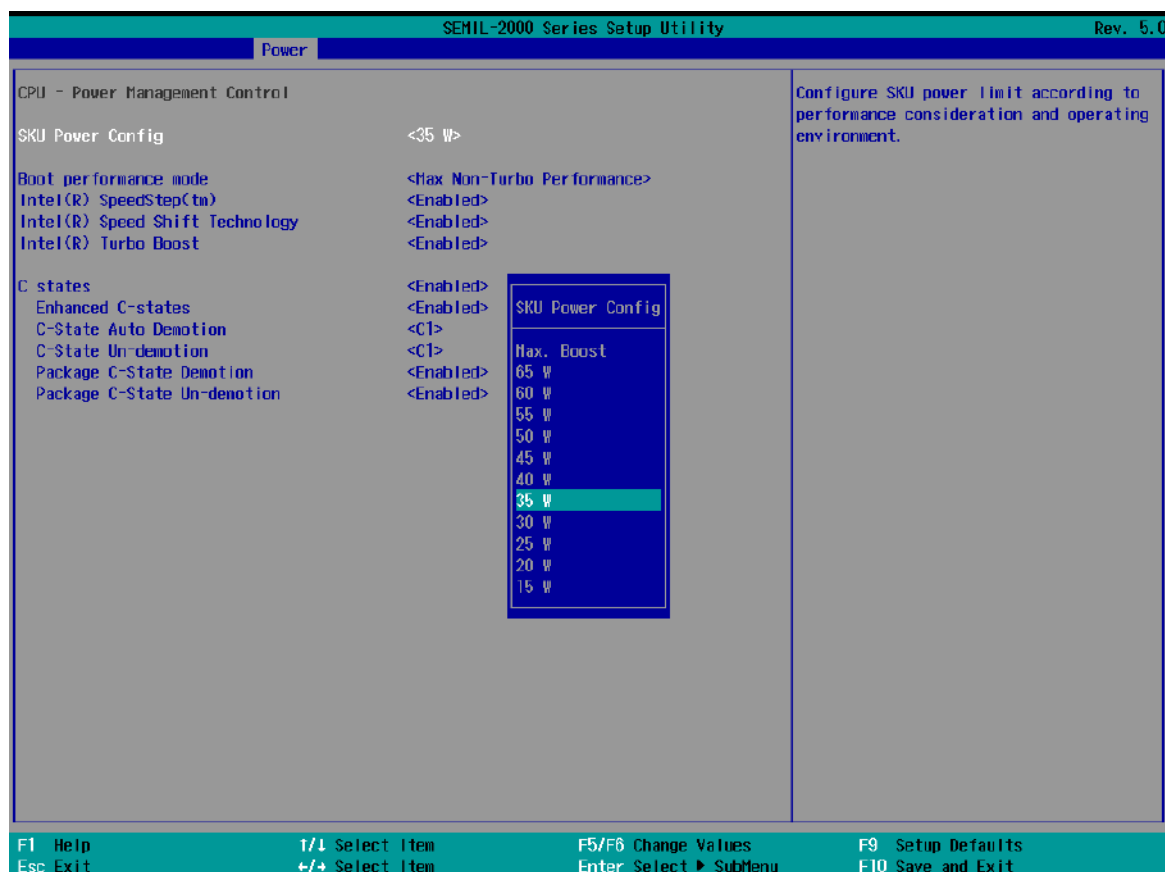 SEMIL-2000 Series Setup Utility Rev. 5.0
Power
CPU - Power Management Control
SKU Power Config <35 W>
Boot performance mode <Max Non-Turbo Performance>
Intel(R) SpeedStep(tm) <Enabled>
Intel(R) Speed Shift Technology <Enabled>
Intel(R) Turbo Boost <Enabled>
C states <Enabled>
Enhanced C-states <Enabled>
C-State Auto Demotion <C1>
C-State Un-demotion <C1>
Package C-State Demotion <Enabled>
Package C-State Un-demotion <Enabled>
SKU Power Config
Max. Boost
65 W
60 W
55 W
50 W
45 W
40 W
35 W
30 W
25 W
20 W
15 W
Configure SKU power limit according to
performance consideration and operating
environment.
F1 Help ↑/↓ Select Item F5/F6 Change Values F9 Setup Defaults
Esc Exit ←/→ Select Item Enter Select ▶ SubMenu F10 Save and Exit